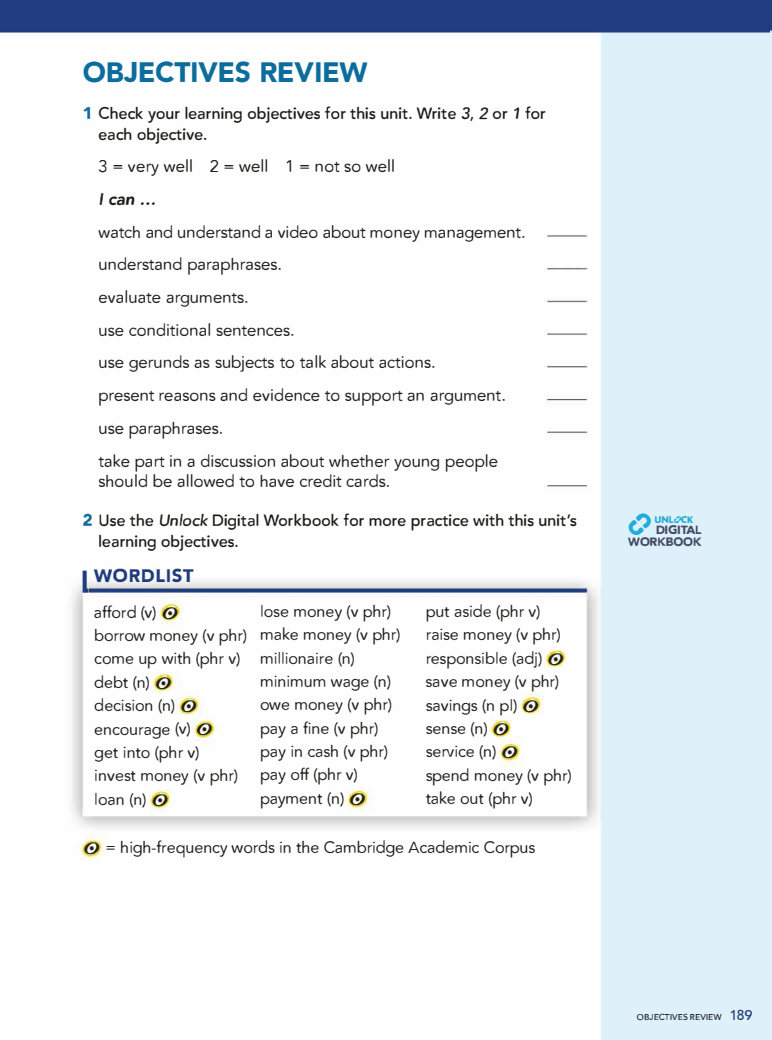 OBJECTIVES REVIEW
1 Check your learning objectives for this unit. Write 3, 2 or 1 for
each objective.
3 = very well 2 = well 1 = not so well
I can ...
watch and understand a video about money management.
understand paraphrases.
evaluate arguments.
use conditional sentences.
use gerunds as subjects to talk about actions.
present reasons and evidence to support an argument.
use paraphrases.
take part in a discussion about whether young people
should be allowed to have credit cards.
2 Use the Unlock Digital Workbook for more practice with this unit's
learning objectives.
UNLOCK
DIGITAL
WORKBOOK
WORDLIST
afford (v)
borrow money (v phr)
come up with (phr v)
debt (n)
decision (n)
encourage (v)
get into (phr v)
invest money (v phr)
loan (n)
lose money (v phr)
make money (v phr)
millionaire (n)
minimum wage (n)
owe money (v phr)
pay a fine (v phr)
pay in cash (v phr)
pay off (phr v)
payment (n)
put aside (phr v)
raise money (v phr)
responsible (adj)
save money (v phr)
savings (n pl)
sense (n)
service (n)
spend money (v phr)
take out (phr v)
= high-frequency words in the Cambridge Academic Corpus
OBJECTIVES REVIEW 189